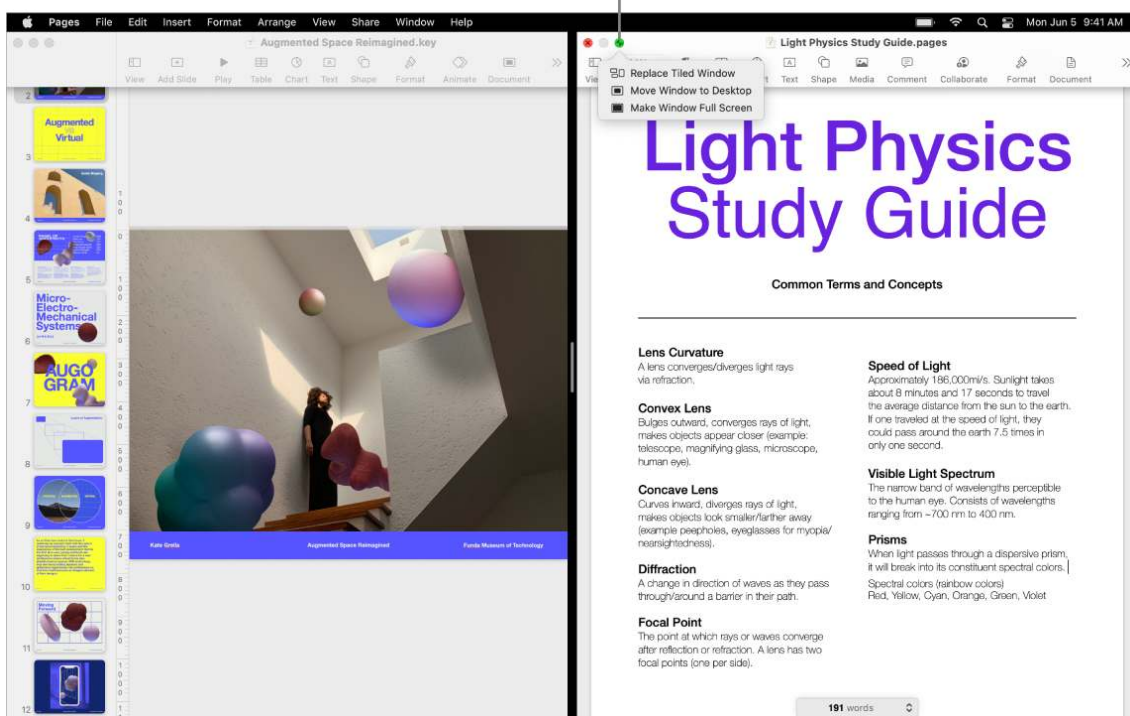 Pages File Edit Insert Format Arrange View Share Window Help
Mon Jun 5 9:41 AM
Augmented Space Reimagined.key
View Add Slide Play Table Chart Text Shape Format Animate Document
Augmented
VS
Virtual
3
4
5
Micro-
Electro-
Mechanical
Systems
6
AUGO
GRAM
7
8
9
10
Moving
Forward
11
12
Kate Grella Augmented Space Reimagined Fonda Museum of Technology
Light Physics Study Guide.pages
Text Shape Media Comment Collaborate Format Document
Replace Tiled Window
Move Window to Desktop
Make Window Full Screen
Light Physics
Study Guide
Common Terms and Concepts
Lens Curvature
A lens converges/diverges light rays
via refraction.
Convex Lens
Bulges outward, converges rays of light,
makes objects appear closer (example:
telescope, magnifying glass, microscope,
human eye).
Concave Lens
Curves inward, diverges rays of light,
makes objects look smaller/farther away
(example peepholes, eyeglasses for myopia/
nearsightedness).
Diffraction
A change in direction of waves as they pass
through/around a barrier in their path.
Focal Point
The point at which rays or waves converge
after reflection or refraction. A lens has two
focal points (one per side).
Speed of Light
Approximately 186,000mi/s. Sunlight takes
about 8 minutes and 17 seconds to travel
the average distance from the sun to the earth.
If one traveled at the speed of light, they
could pass around the earth 7.5 times in
only one second.
Visible Light Spectrum
The narrow band of wavelengths perceptible
to the human eye. Consists of wavelengths
ranging from ~700 nm to 400 nm.
Prisms
When light passes through a dispersive prism,
it will break into its constituent spectral colors.
Spectral colors (rainbow colors)
Red, Yellow, Cyan, Orange, Green, Violet
191 words